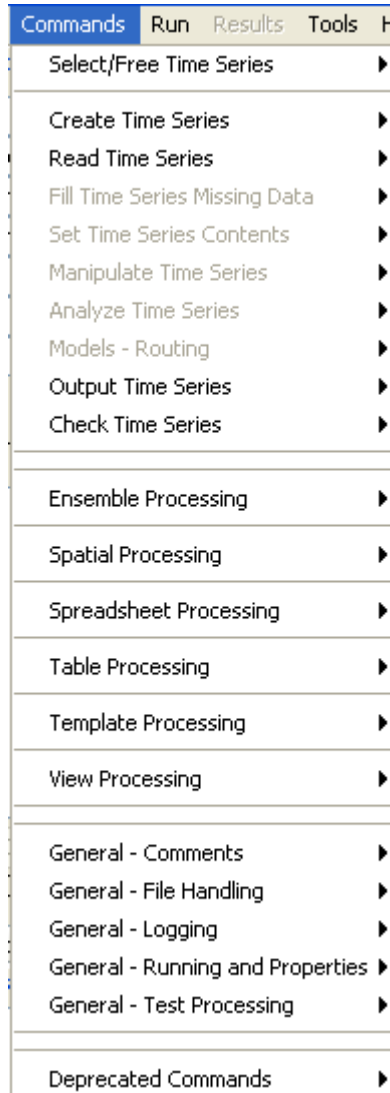 Commands Run Results Tools
Select/Free Time Series
Create Time Series
Read Time Series
Fill Time Series Missing Data
Set Time Series Contents
Manipulate Time Series
Analyze Time Series
Models - Routing
Output Time Series
Check Time Series
Ensemble Processing
Spatial Processing
Spreadsheet Processing
Table Processing
Template Processing
View Processing
General - Comments
General - File Handling
General - Logging
General - Running and Properties
General - Test Processing
Deprecated Commands